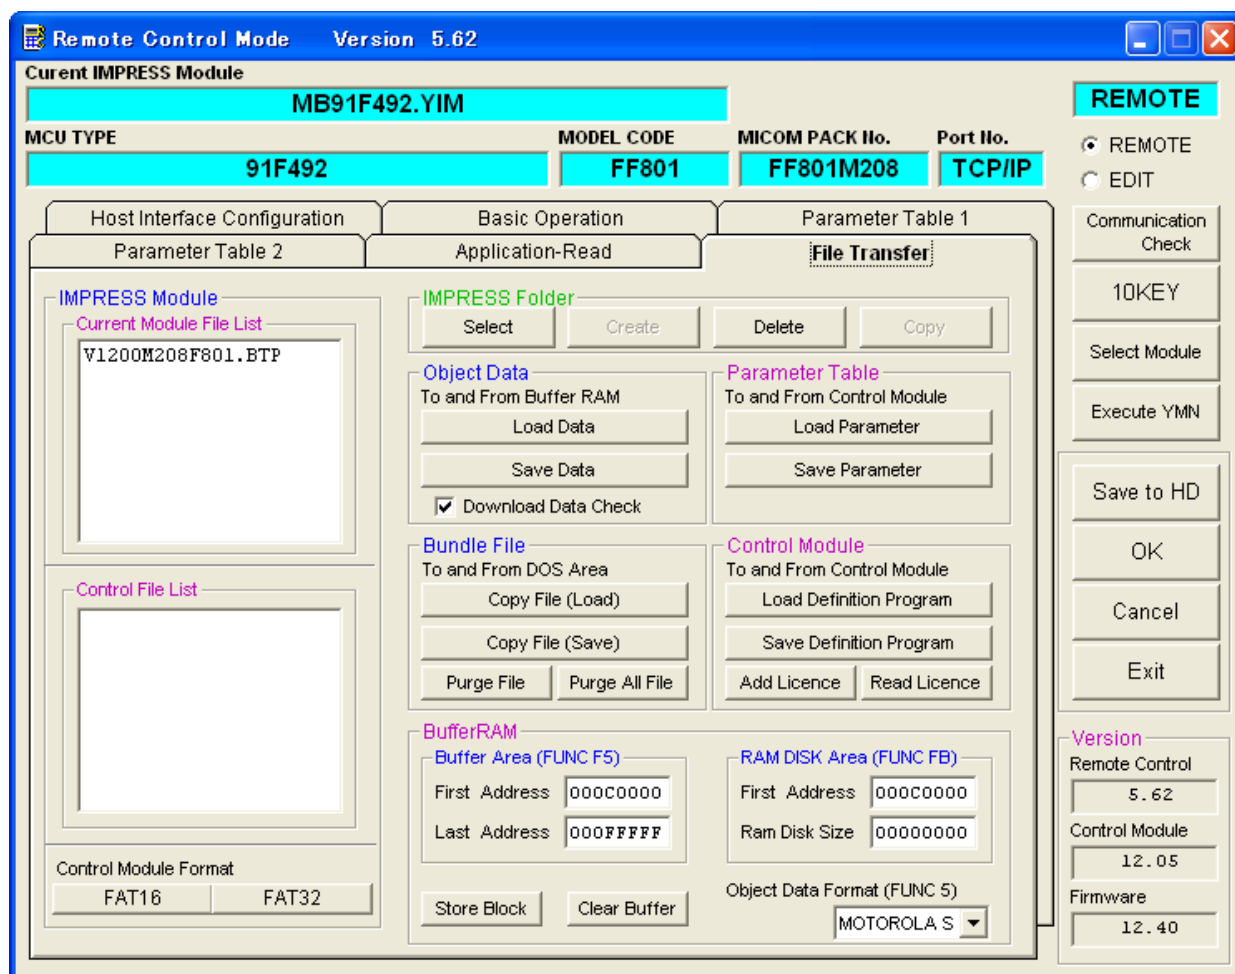 Remote Control Mode Version 5.62
Curent IMPRESS Module
MB91F492.YIM
REMOTE
MCU TYPE MODEL CODE MICOM PACK No. Port No.
91F492 FF801 FF801M208 TCP/IP
REMOTE
EDIT
Host Interface Configuration Basic Operation Parameter Table 1
Parameter Table 2 Application-Read File Transfer
IMPRESS Module
Current Module File List
V1200M208F801.BTP
Control File List
Control Module Format
FAT16 FAT32
IMPRESS Folder
Select Create Delete Copy
Object Data
To and From Buffer RAM
Load Data
Save Data
Download Data Check
Parameter Table
To and From Control Module
Load Parameter
Save Parameter
Bundle File
To and From DOS Area
Copy File (Load)
Copy File (Save)
Purge File Purge All File
Control Module
To and From Control Module
Load Definition Program
Save Definition Program
Add Licence Read Licence
BufferRAM
Buffer Area (FUNC F5)
First Address 000C0000
Last Address 000FFFFF
RAM DISK Area (FUNC FB)
First Address 000C0000
Ram Disk Size 00000000
Store Block Clear Buffer
Object Data Format (FUNC 5)
MOTOROLA S
Communication
Check
10KEY
Select Module
Execute YMN
Save to HD
OK
Cancel
Exit
Version
Remote Control
5.62
Control Module
12.05
Firmware
12.40